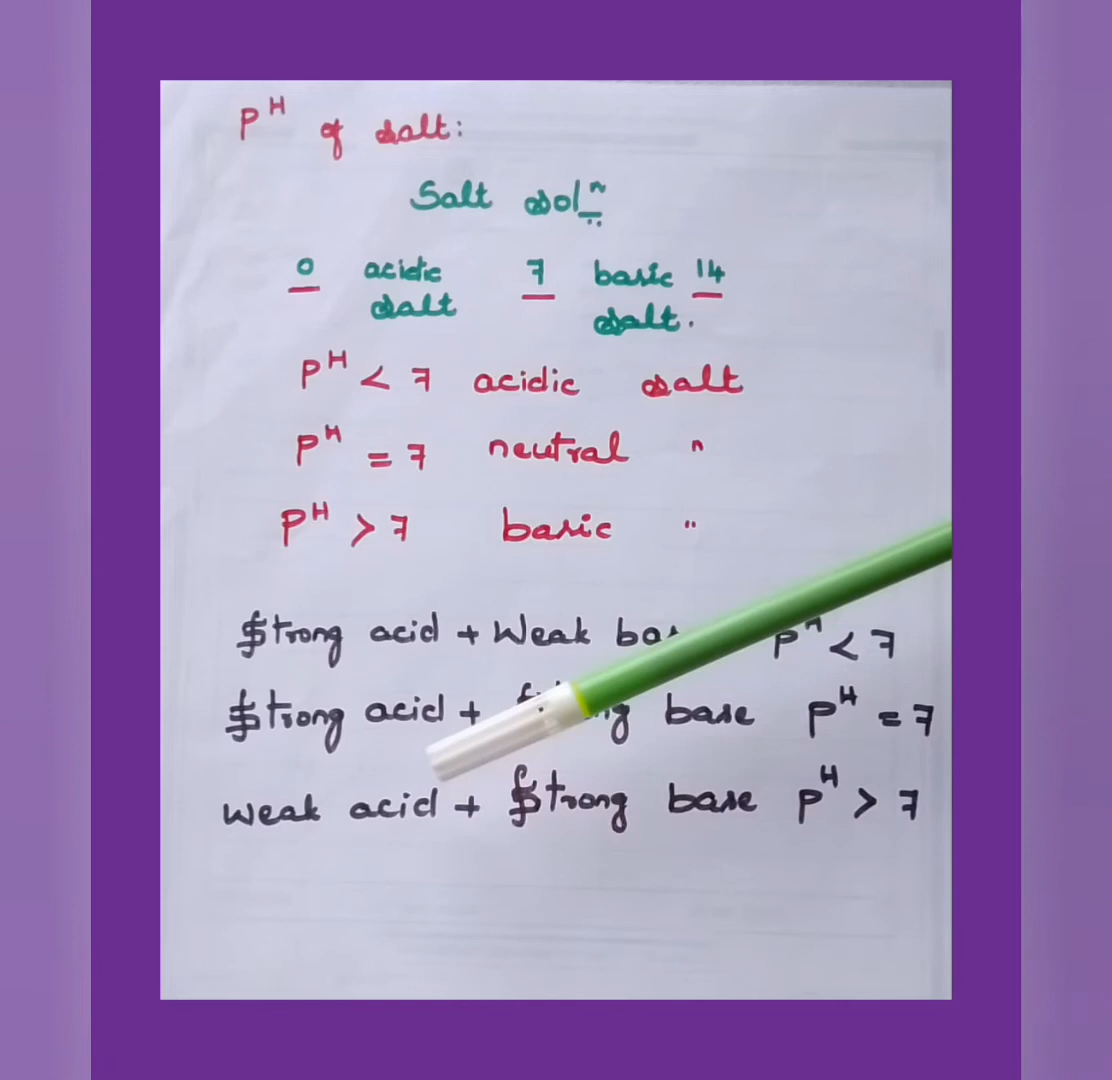 pH of salt:
Salt sol^n
0 acidic 7 basic 14
salt salt.
pH < 7 acidic salt
pH = 7 neutral "
pH > 7 basic "
Strong acid + Weak pH < 7
Strong acid + base pH = 7
Weak acid + Strong base pH > 7